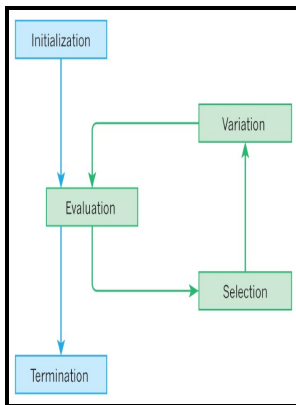 Initialization
Variation
Evaluation
Selection
Termination